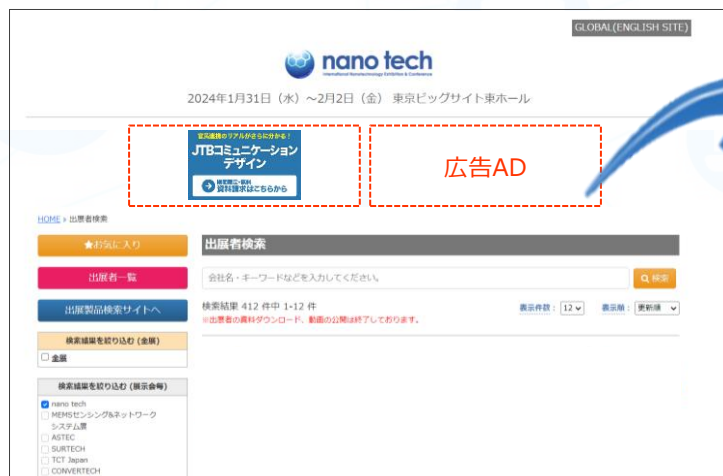 GLOBAL(ENGLISH SITE)
nano tech
International Nanotechnology Exhibition & Conference
2024年1月31日（水）～2月2日（金） 東京ビッグサイト東ホール
JTBコミュニケーション
デザイン
資料請求はこちらから
広告AD
HOME › 出展者検索
★お気に入り
出展者検索
出展者一覧
会社名・キーワードなどを入力してください。
検索
出展製品検索サイトへ
検索結果 412 件中 1-12 件
表示件数： 12
表示順： 更新順
※出展者の資料ダウンロード、動画の公開は終了しております。
検索結果を絞り込む (全展)
全展
検索結果を絞り込む (展示会毎)
nano tech
MEMSセンシング&ネットワーク
システム展
ASTEC
SURTECH
TCT Japan
CONVERTECH